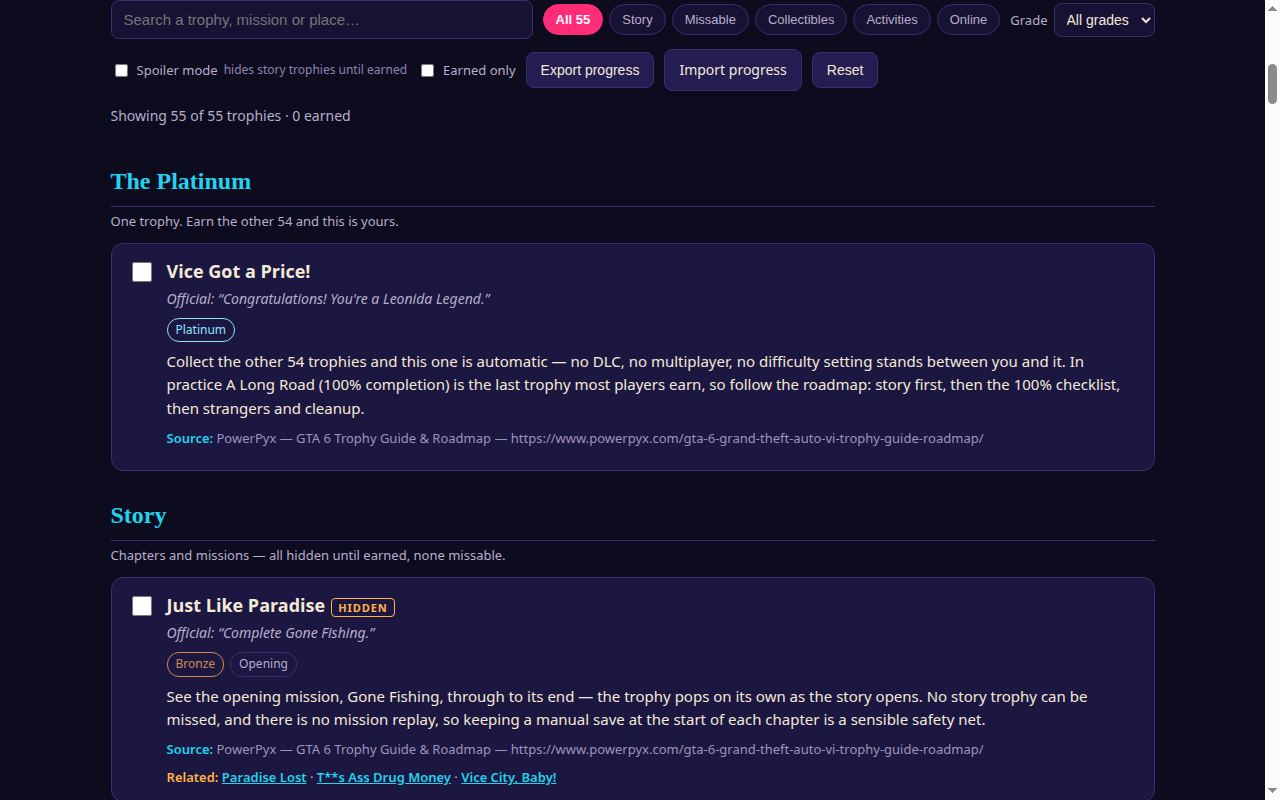 Search a trophy, mission or place…
All 55
Story
Missable
Collectibles
Activities
Online
Grade
All grades
Spoiler mode hides story trophies until earned
Earned only
Export progress
Import progress
Reset
Showing 55 of 55 trophies · 0 earned
The Platinum
One trophy. Earn the other 54 and this is yours.
Vice Got a Price!
Official: “Congratulations! You're a Leonida Legend.”
Platinum
Collect the other 54 trophies and this one is automatic — no DLC, no multiplayer, no difficulty setting stands between you and it. In
practice A Long Road (100% completion) is the last trophy most players earn, so follow the roadmap: story first, then the 100% checklist,
then strangers and cleanup.
Source: PowerPyx — GTA 6 Trophy Guide & Roadmap — https://www.powerpyx.com/gta-6-grand-theft-auto-vi-trophy-guide-roadmap/
Story
Chapters and missions — all hidden until earned, none missable.
Just Like Paradise HIDDEN
Official: “Complete Gone Fishing.”
Bronze Opening
See the opening mission, Gone Fishing, through to its end — the trophy pops on its own as the story opens. No story trophy can be
missed, and there is no mission replay, so keeping a manual save at the start of each chapter is a sensible safety net.
Source: PowerPyx — GTA 6 Trophy Guide & Roadmap — https://www.powerpyx.com/gta-6-grand-theft-auto-vi-trophy-guide-roadmap/
Related: Paradise Lost · T**s Ass Drug Money · Vice City, Baby!